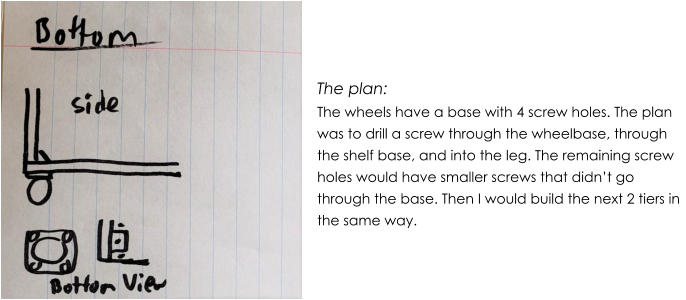 Bottom
side
Bottom View
The plan:
The wheels have a base with 4 screw holes. The plan
was to drill a screw through the wheelbase, through
the shelf base, and into the leg. The remaining screw
holes would have smaller screws that didn't go
through the base. Then I would build the next 2 tiers in
the same way.